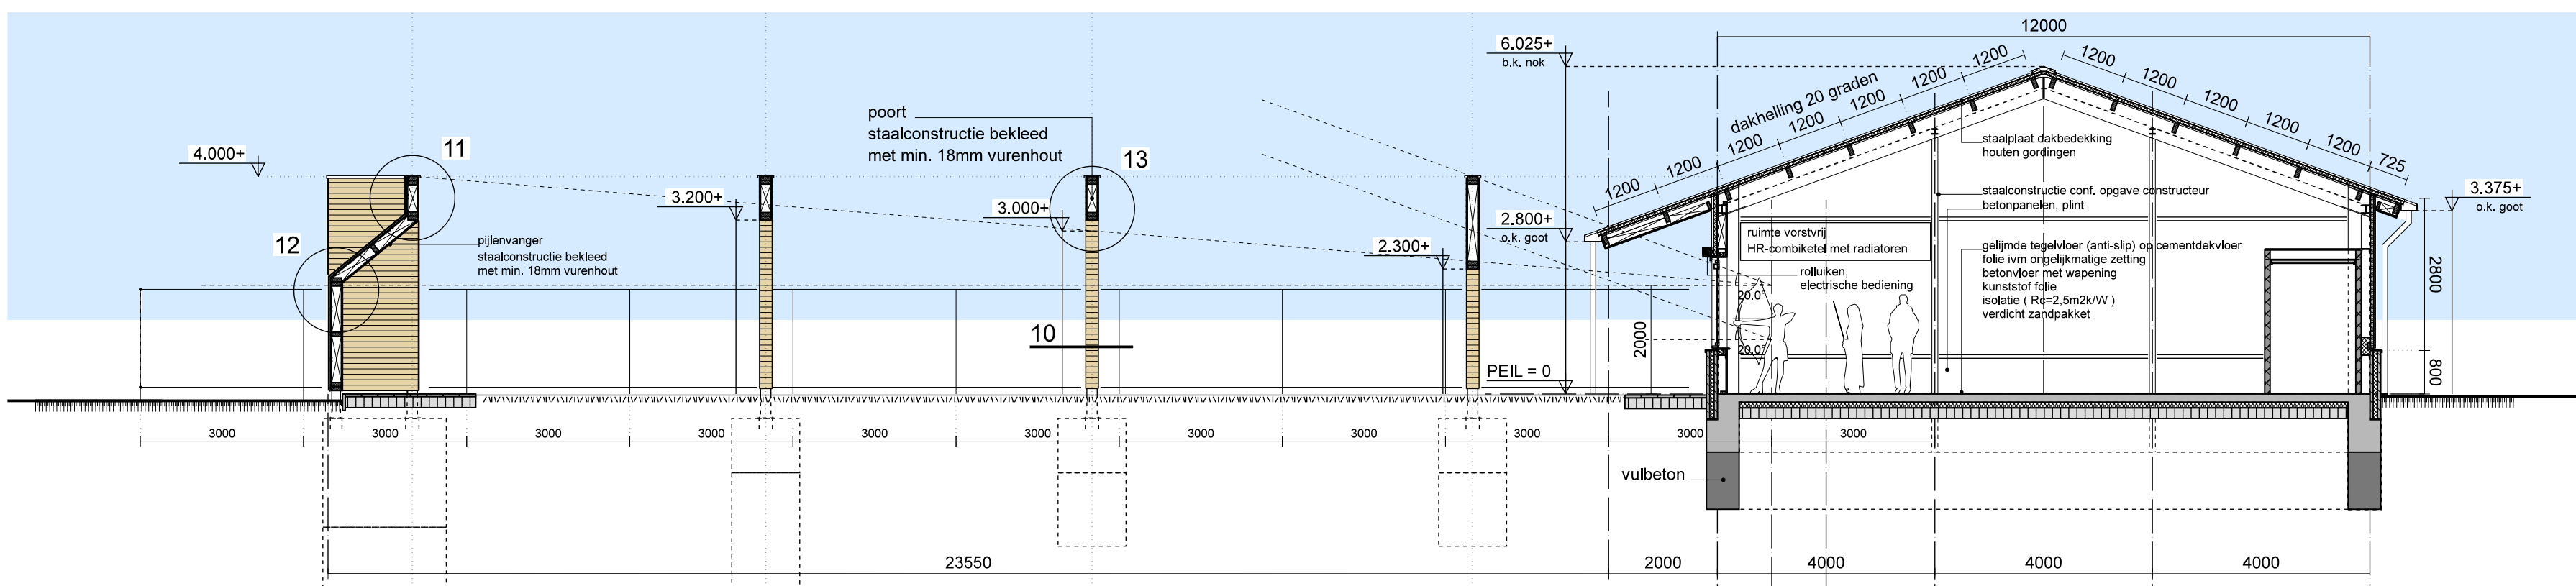 12000
6.025+
b.k. nok
1200
1200
1200
1200
1200
1200
1200
dakhelling 20 graden
1200
1200
1200
1200
1200
725
poort
staalconstructie bekleed
met min. 18mm vurenhout
11
13
4.000+
3.200+
3.000+
2.800+
o.k. goot
2.300+
3.375+
o.k. goot
staalplaat dakbedekking
houten gordingen
staalconstructie conf. opgave constructeur
betonpanelen, plint
12
pijlenvanger
staalconstructie bekleed
met min. 18mm vurenhout
ruimte vorstvrij
HR-combiketel met radiatoren
gelijmde tegelvloer (anti-slip) op cementdekvloer
folie ivm ongelijkmatige zetting
betonvloer met wapening
kunststof folie
isolatie ( Rc=2,5m2k/W )
verdicht zandpakket
rolluiken,
electrische bediening
20.0°
20.0°
2800
10
2000
800
PEIL = 0
3000
3000
3000
3000
3000
3000
3000
3000
3000
3000
3000
vulbeton
23550
2000
4000
4000
4000